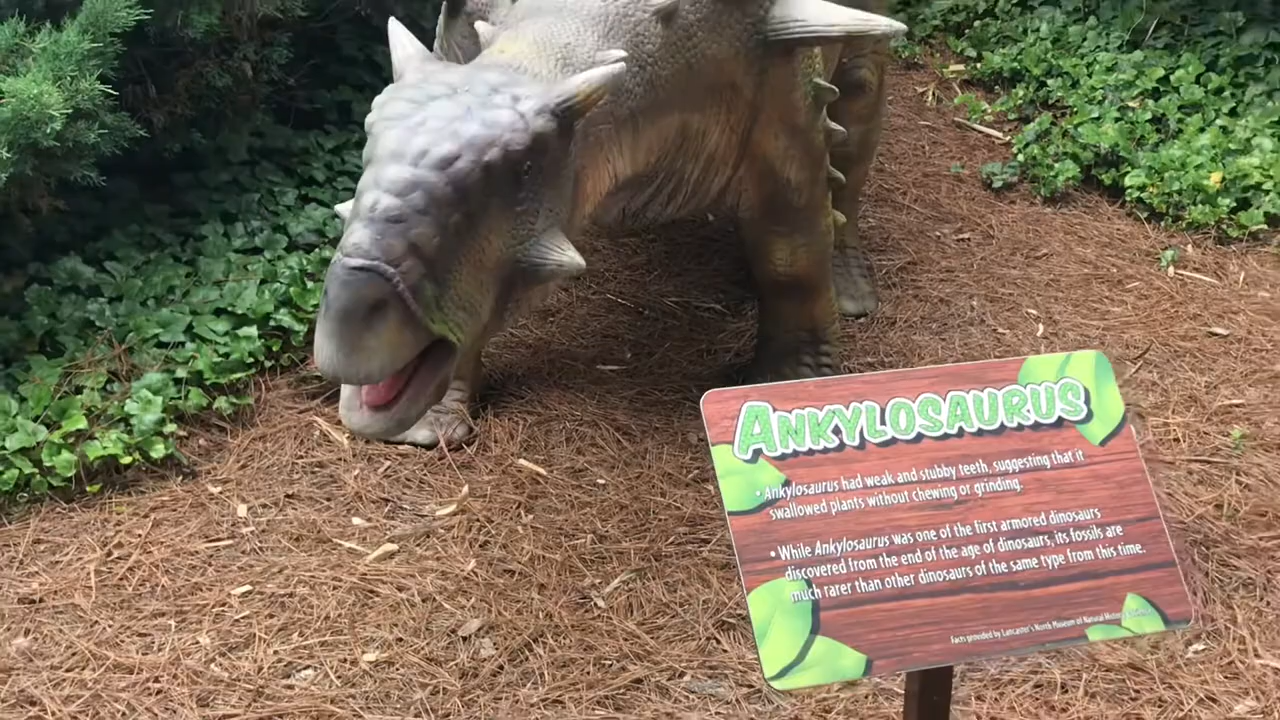 ANKYLOSAURUS
• Ankylosaurus had weak and stubby teeth, suggesting that it
swallowed plants without chewing or grinding.
• While Ankylosaurus was one of the first armored dinosaurs
discovered from the end of the age of dinosaurs, its fossils are
much rarer than other dinosaurs of the same type from this time.
Facts provided by Lancaster's North Museum of Natural History